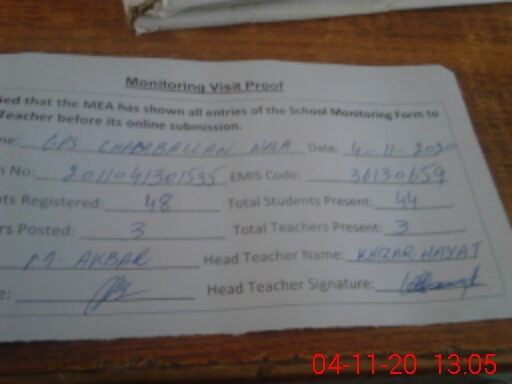 Monitoring Visit Proof
ied that the MEA has shown all entries of the School Monitoring Form to
Teacher before its online submission.
me: GPS CHABABALLAN WALA Date: 4-11-2020
n No: 2011041301535 EMIS Code: 36130659
nts Registered: 48 Total Students Present: 44
rs Posted: 3 Total Teachers Present: 3
M. AKBAR Head Teacher Name: KHIZAR HAYAT
e: Head Teacher Signature:
04-11-20 13:05